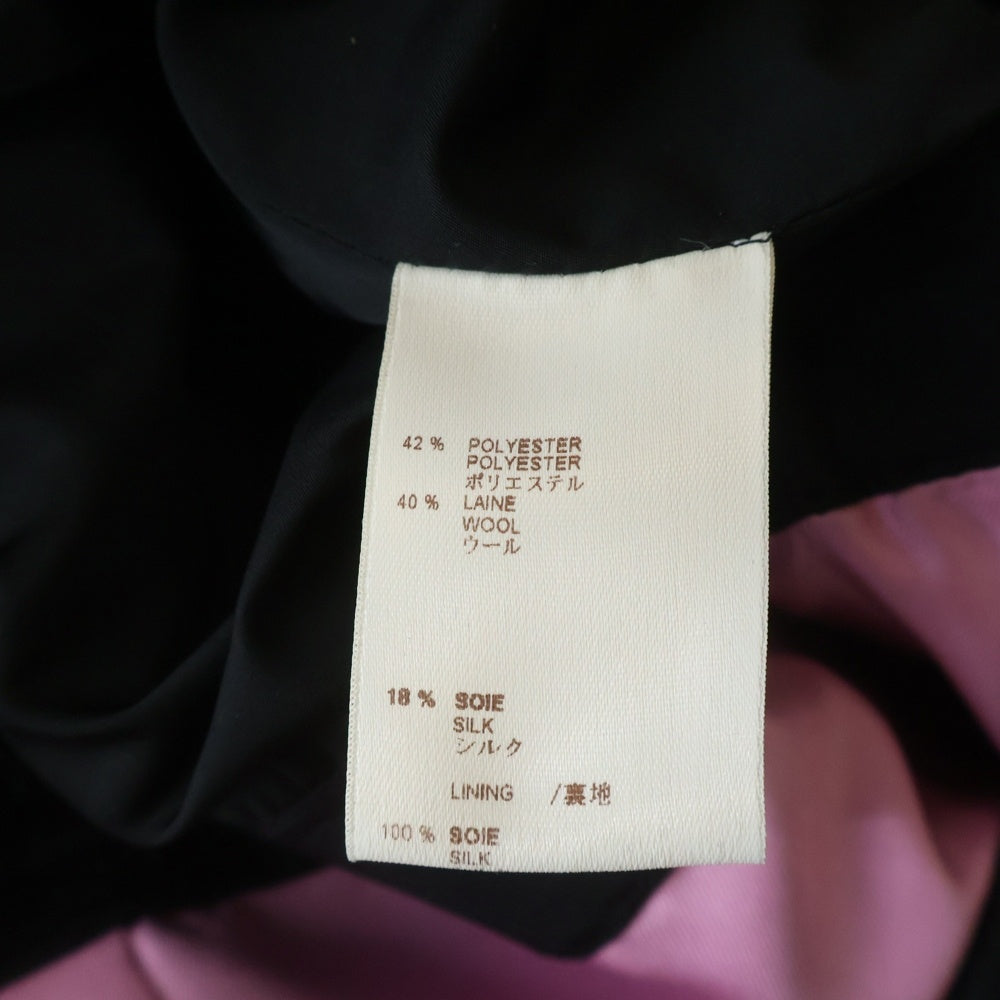 42 % POLYESTER
POLYESTER
ポリエステル
40 % LAINE
WOOL
ウール
18 % SOIE
SILK
シルク
LINING /裏地
100 % SOIE
SILK